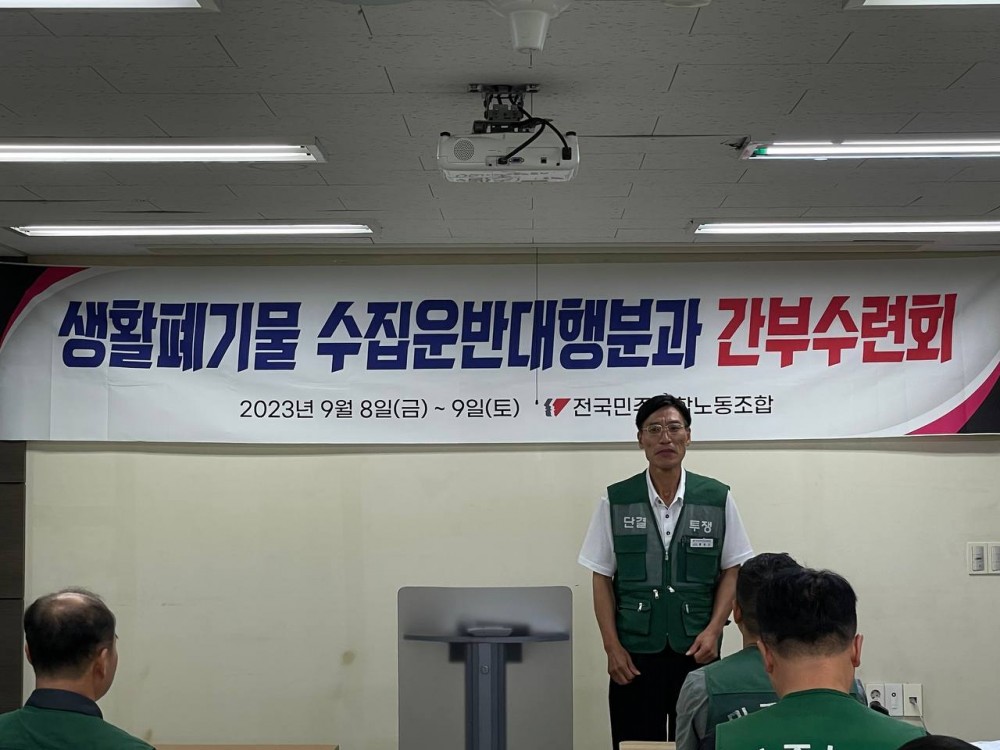 생활폐기물 수집운반대행분과 간부수련회
2023년 9월 8일(금) ~ 9일(토) 전국민주 합노동조합
단결 투쟁